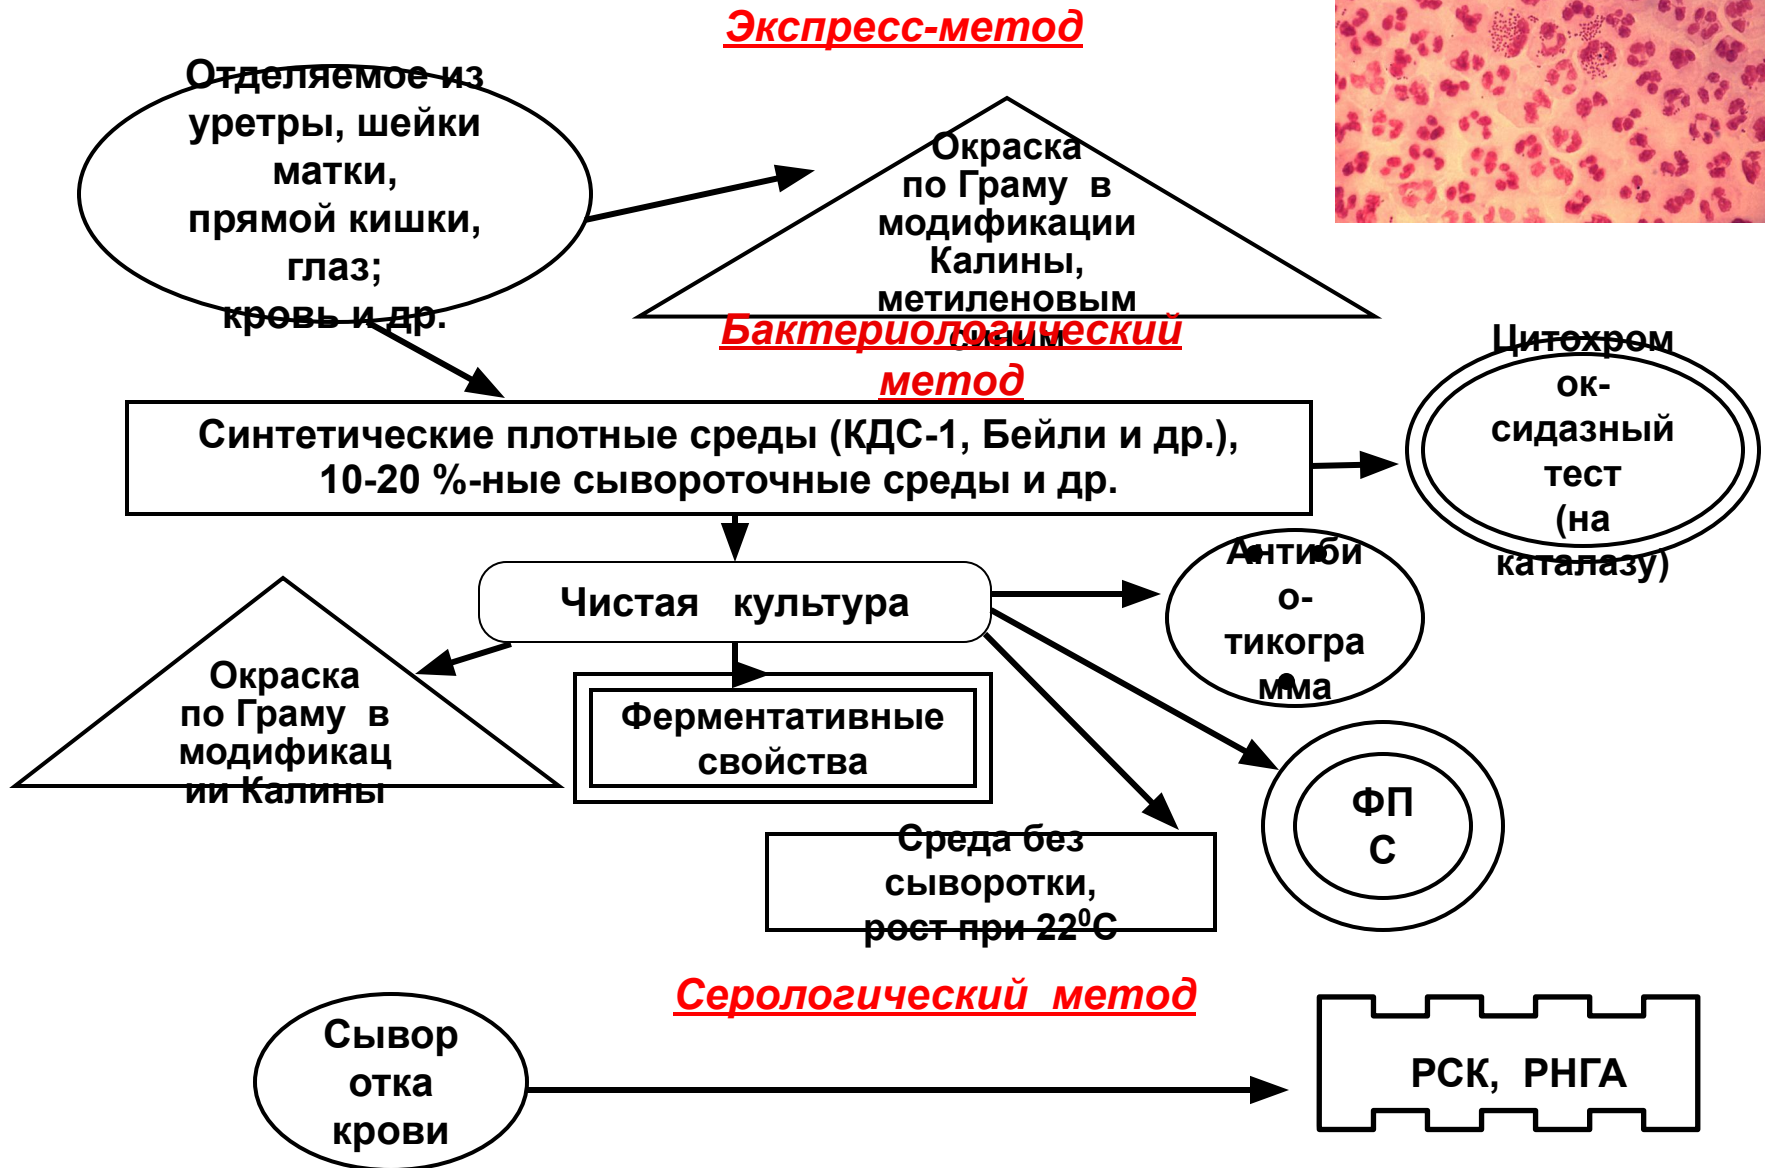 Экспресс-метод
Отделяемое из
уретры, шейки
матки,
прямой кишки,
глаз;
кровь и др.
Окраска
по Граму в
модификации
Калины,
метиленовым
синим
Бактериологический
метод
Синтетические плотные среды (КДС-1, Бейли и др.),
10-20 %-ные сывороточные среды и др.
Цитохром
ок-
сидазный
тест
(на
каталазу)
Чистая культура
Антиби
о-
тикогра
мма
Окраска
по Граму в
модификац
ии Калины
Ферментативные
свойства
ФП
С
Среда без
сыворотки,
рост при 22⁰С
Серологический метод
Сывор
отка
крови
РСК, РНГА